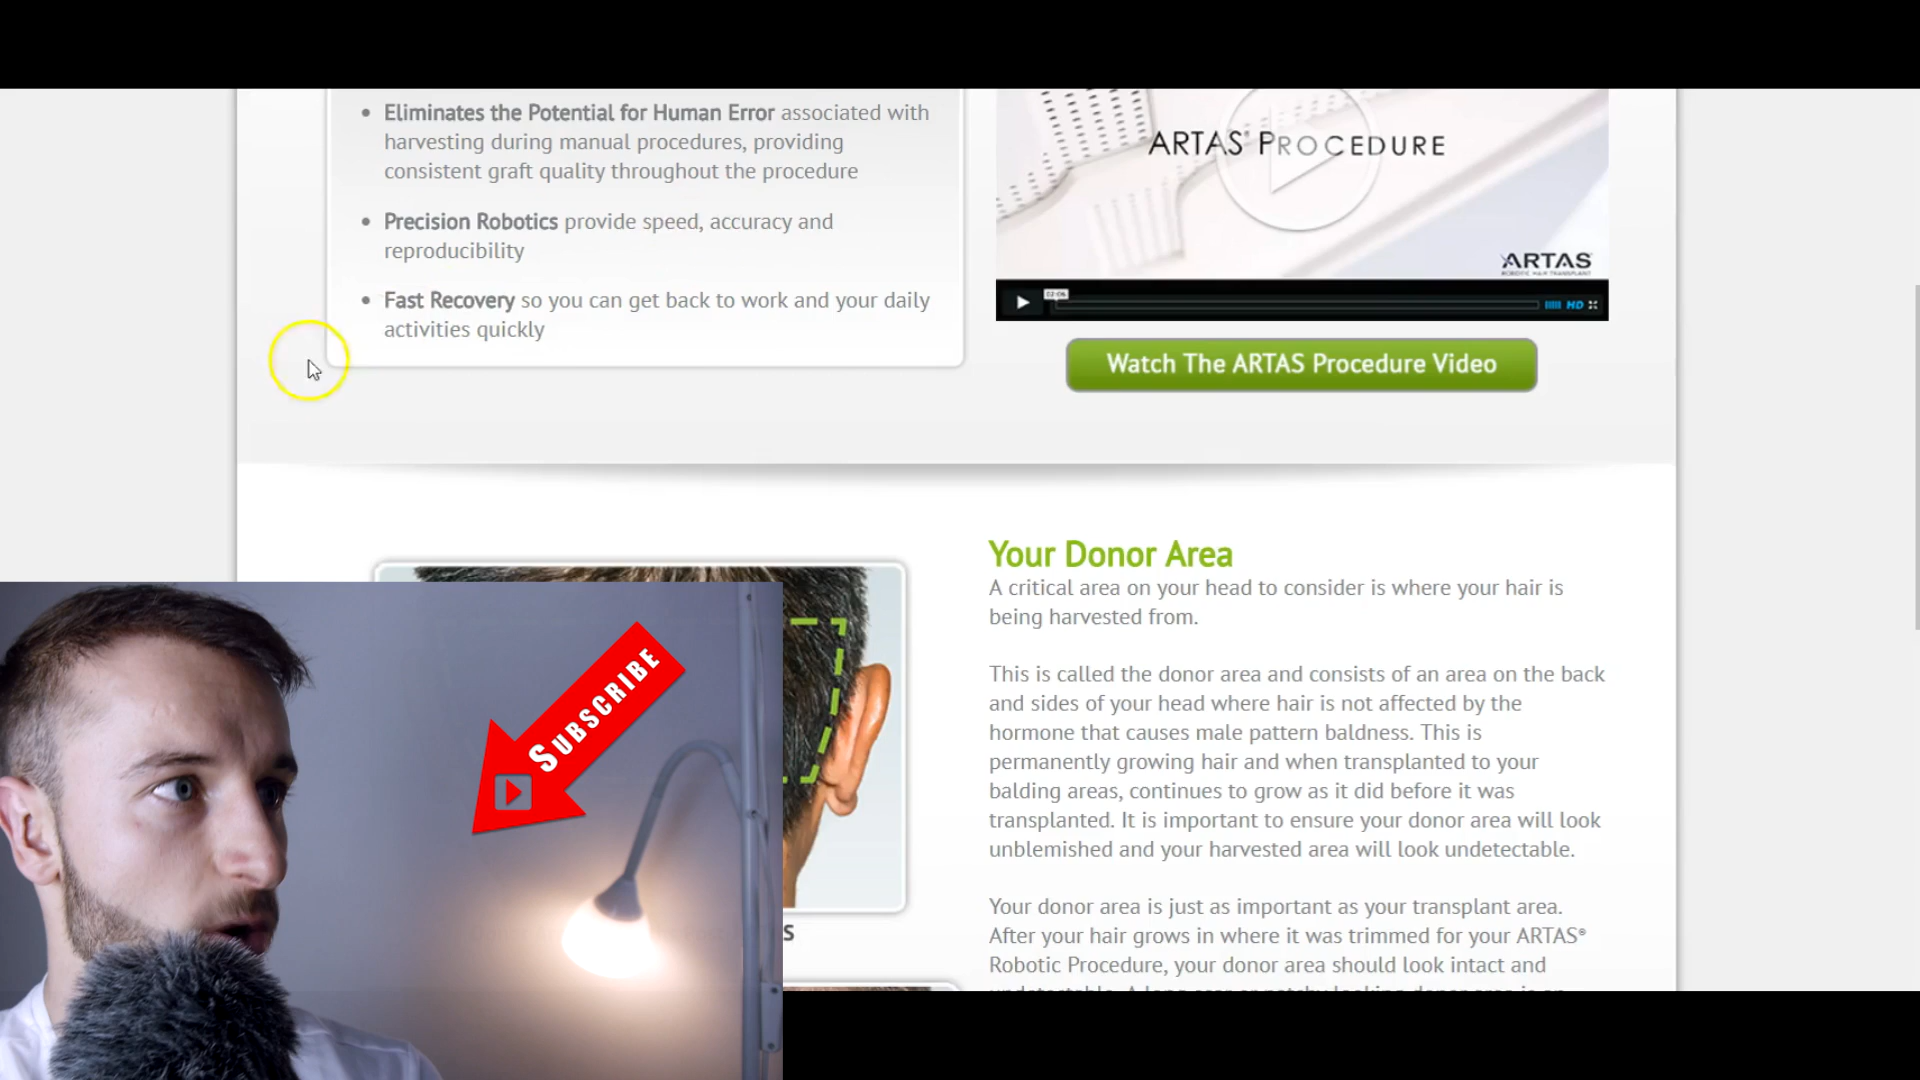 Eliminates the Potential for Human Error associated with
harvesting during manual procedures, providing
consistent graft quality throughout the procedure
Precision Robotics provide speed, accuracy and
reproducibility
Fast Recovery so you can get back to work and your daily
activities quickly
ARTAS® PROCEDURE
ARTAS
ROBOTIC HAIR TRANSPLANT
02:06
HD
Watch The ARTAS Procedure Video
Your Donor Area
A critical area on your head to consider is where your hair is
being harvested from.
This is called the donor area and consists of an area on the back
and sides of your head where hair is not affected by the
hormone that causes male pattern baldness. This is
permanently growing hair and when transplanted to your
balding areas, continues to grow as it did before it was
transplanted. It is important to ensure your donor area will look
unblemished and your harvested area will look undetectable.
Your donor area is just as important as your transplant area.
After your hair grows in where it was trimmed for your ARTAS®
Robotic Procedure, your donor area should look intact and
SUBSCRIBE